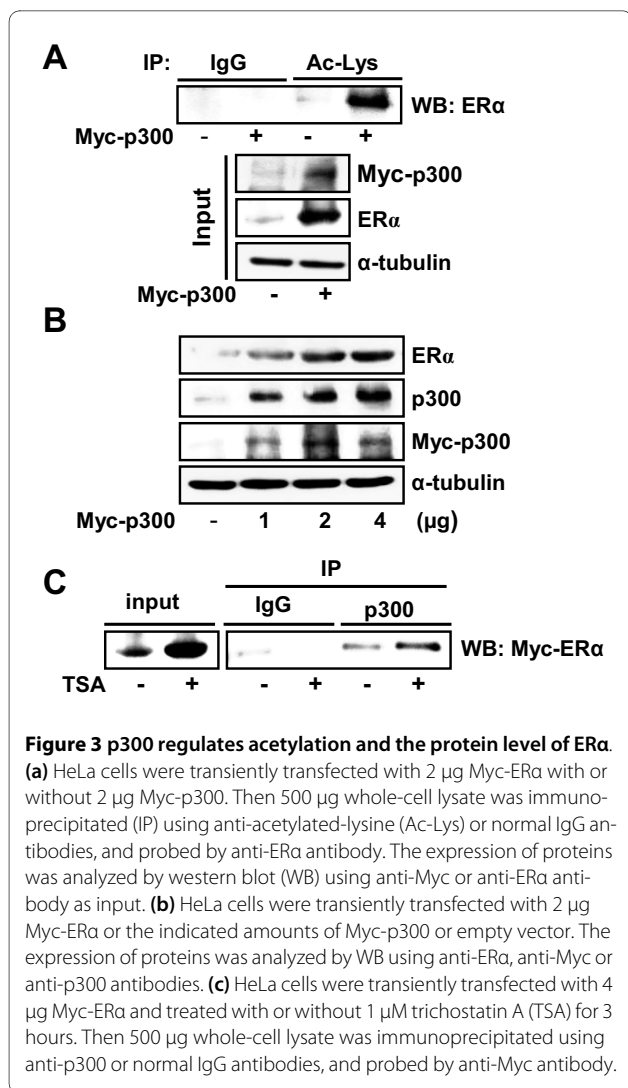 A
IP: IgG Ac-Lys
WB: ERα
Myc-p300 - + - +
Input
Myc-p300
ERα
α-tubulin
Myc-p300 - +
B
ERα
p300
Myc-p300
α-tubulin
Myc-p300 - 1 2 4 (µg)
C
IP
input IgG p300
WB: Myc-ERα
TSA - + - + - +
Figure 3 p300 regulates acetylation and the protein level of ERα.
(a) HeLa cells were transiently transfected with 2 µg Myc-ERα with or
without 2 µg Myc-p300. Then 500 µg whole-cell lysate was immuno-
precipitated (IP) using anti-acetylated-lysine (Ac-Lys) or normal IgG an-
tibodies, and probed by anti-ERα antibody. The expression of proteins
was analyzed by western blot (WB) using anti-Myc or anti-ERα anti-
body as input. (b) HeLa cells were transiently transfected with 2 µg
Myc-ERα or the indicated amounts of Myc-p300 or empty vector. The
expression of proteins was analyzed by WB using anti-ERα, anti-Myc or
anti-p300 antibodies. (c) HeLa cells were transiently transfected with 4
µg Myc-ERα and treated with or without 1 µM trichostatin A (TSA) for 3
hours. Then 500 µg whole-cell lysate was immunoprecipitated using
anti-p300 or normal IgG antibodies, and probed by anti-Myc antibody.